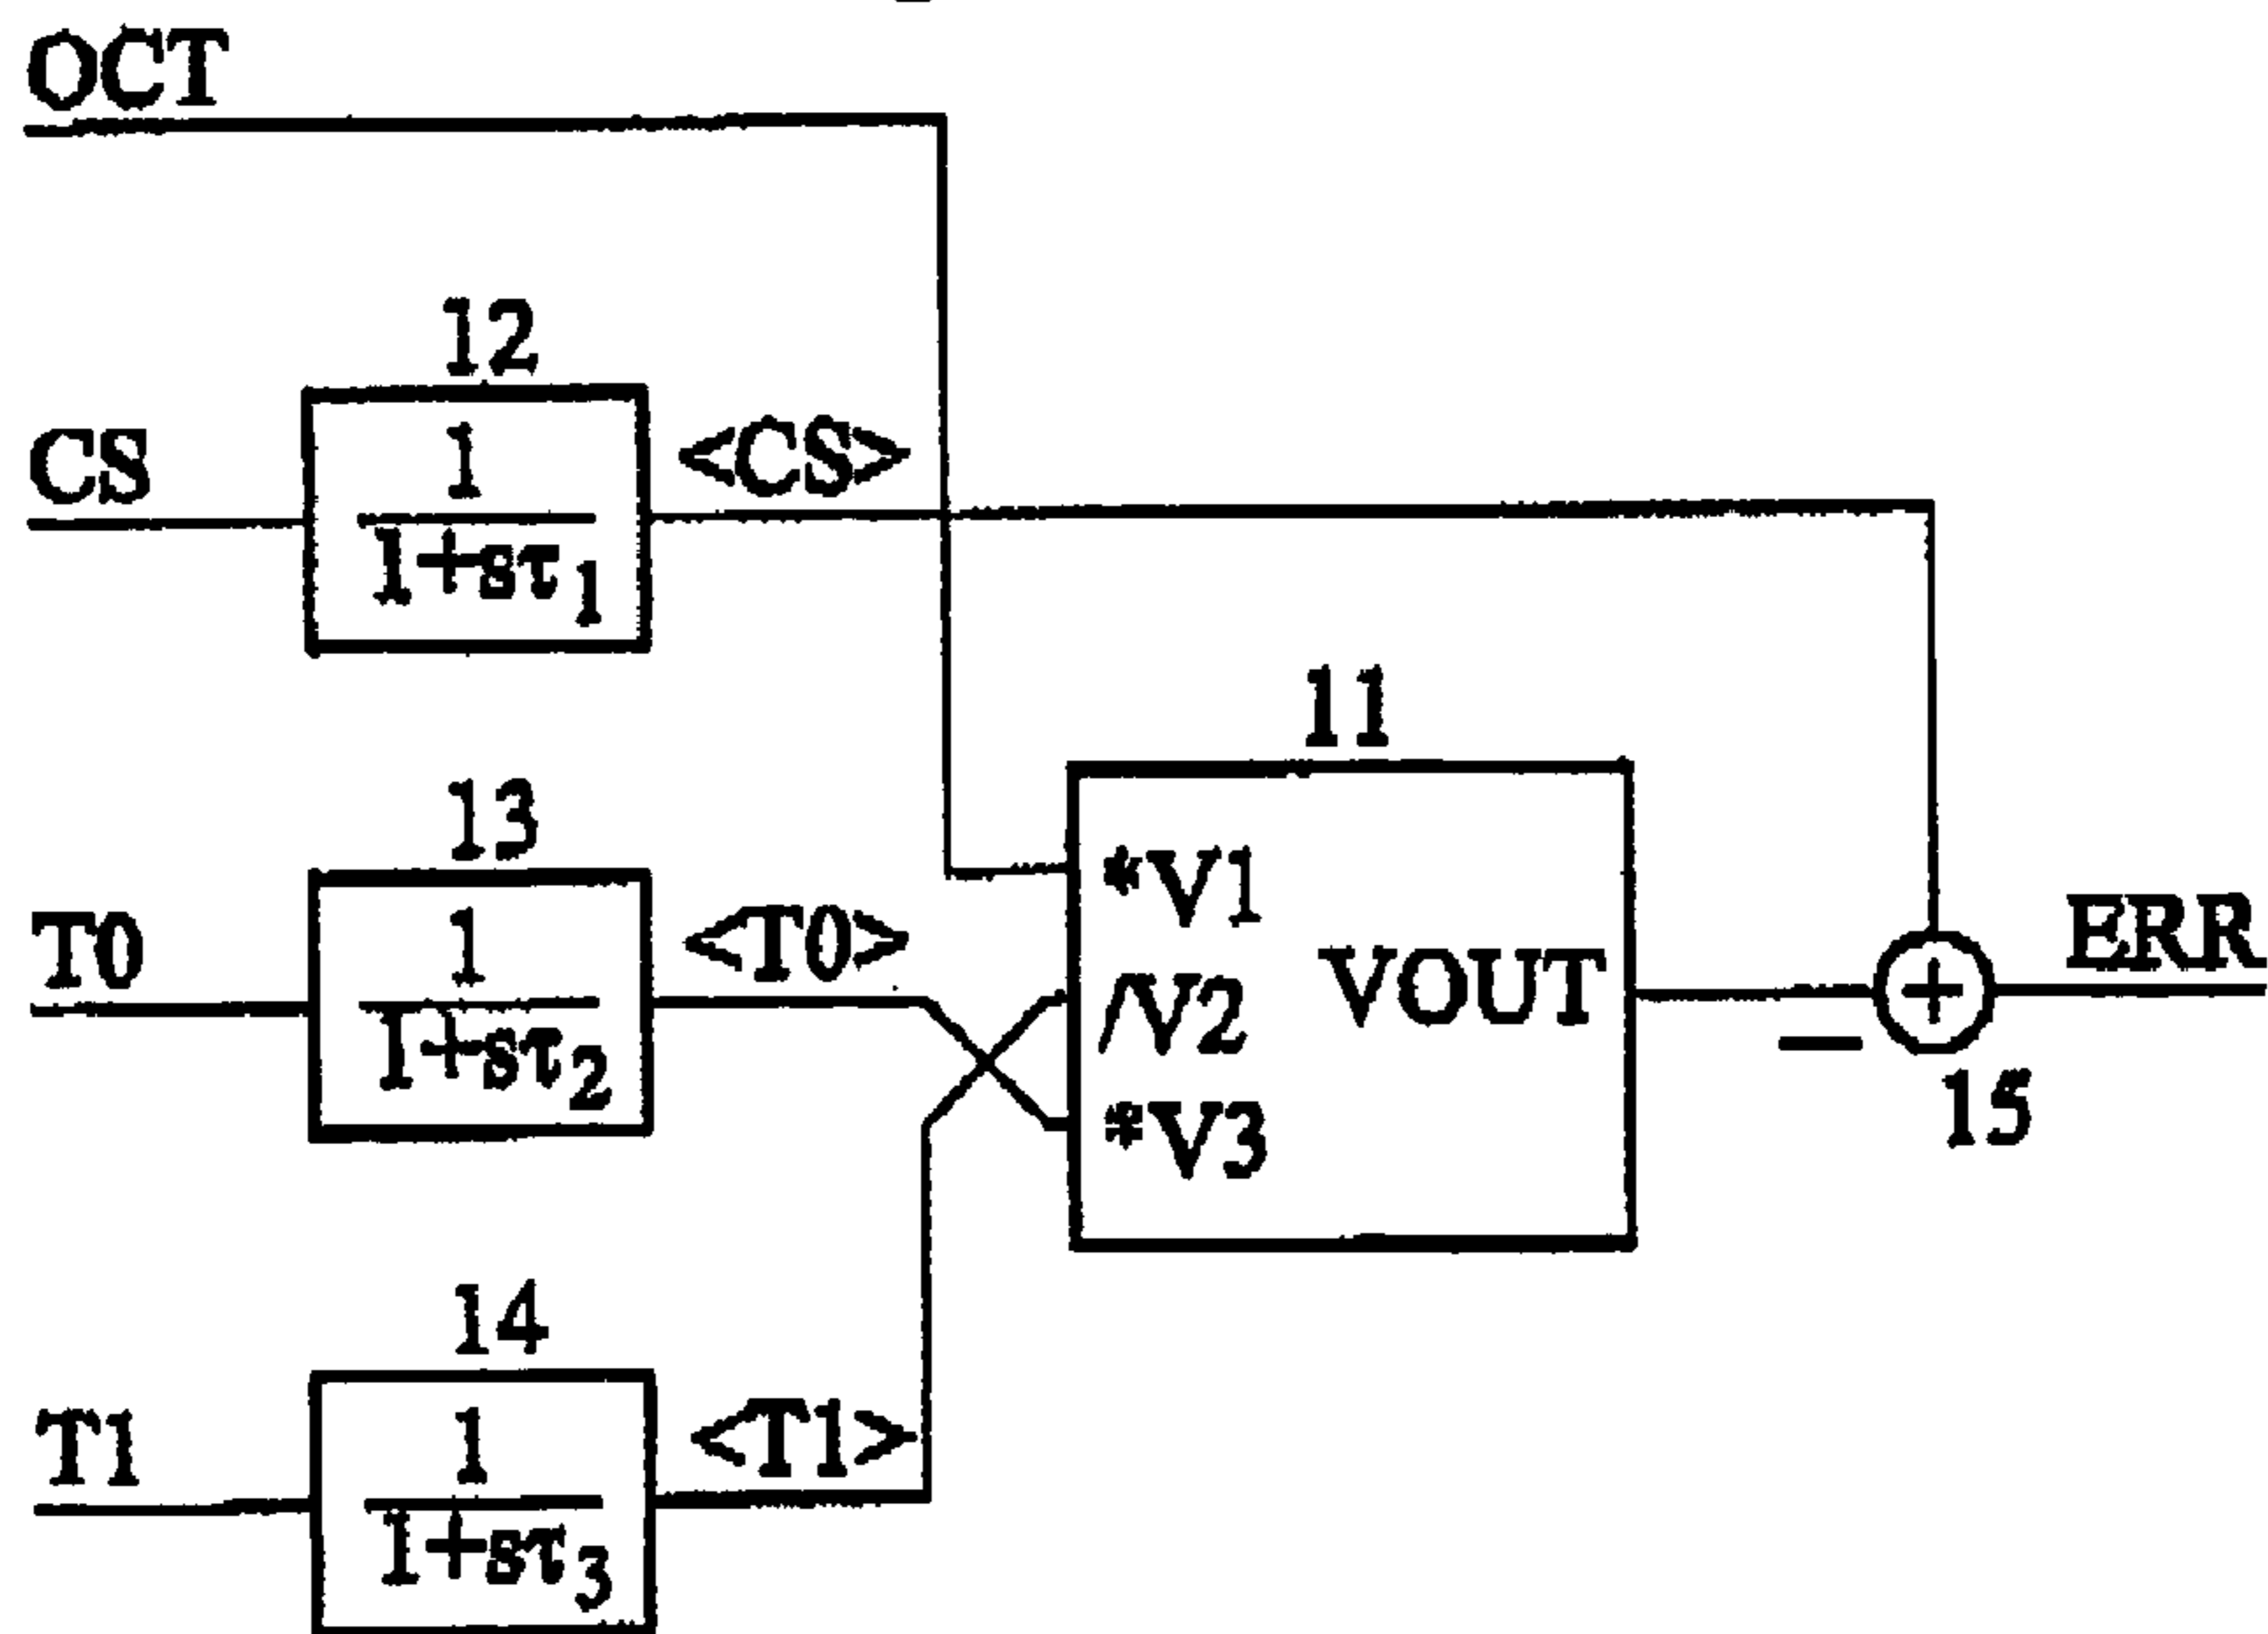 OCT
12
CS
1
1+sτ1
<CS>
11
13
T0
1
1+sτ2
<T0>
*V1
/V2
*V3
VOUT
−
+
ERR
15
14
T1
1
1+sτ3
<T1>